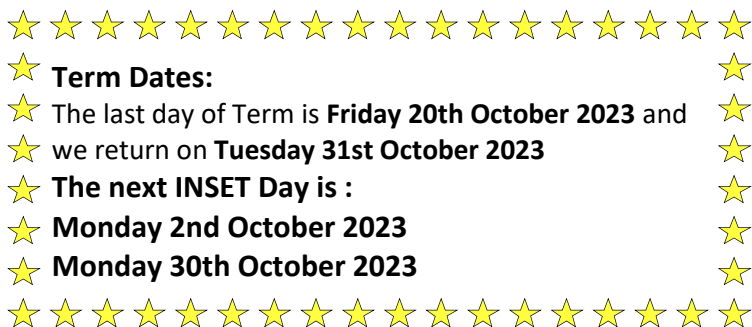 Term Dates:
The last day of Term is Friday 20th October 2023 and
we return on Tuesday 31st October 2023
The next INSET Day is :
Monday 2nd October 2023
Monday 30th October 2023